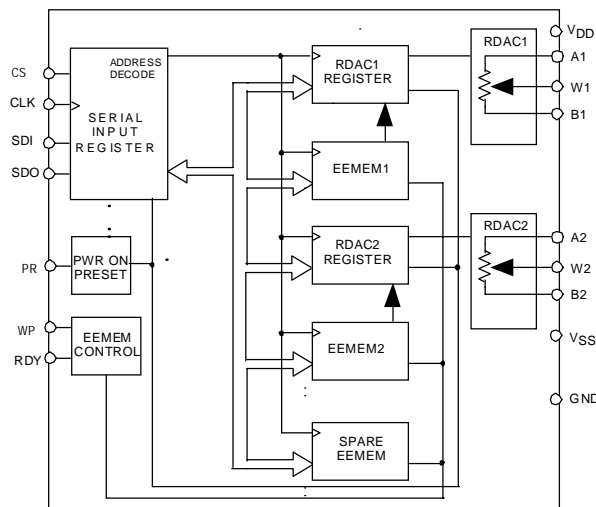 CS
CLK
SDI
SDO
PR
WP
RDY
ADDRESS
DECODE
SERIAL
INPUT
REGISTER
PWR ON
PRESET
EEMEM
CONTROL
RDAC1
REGISTER
EEMEM1
RDAC2
REGISTER
EEMEM2
SPARE
EEMEM
RDAC1
RDAC2
VDD
A1
W1
B1
A2
W2
B2
VSS
GND